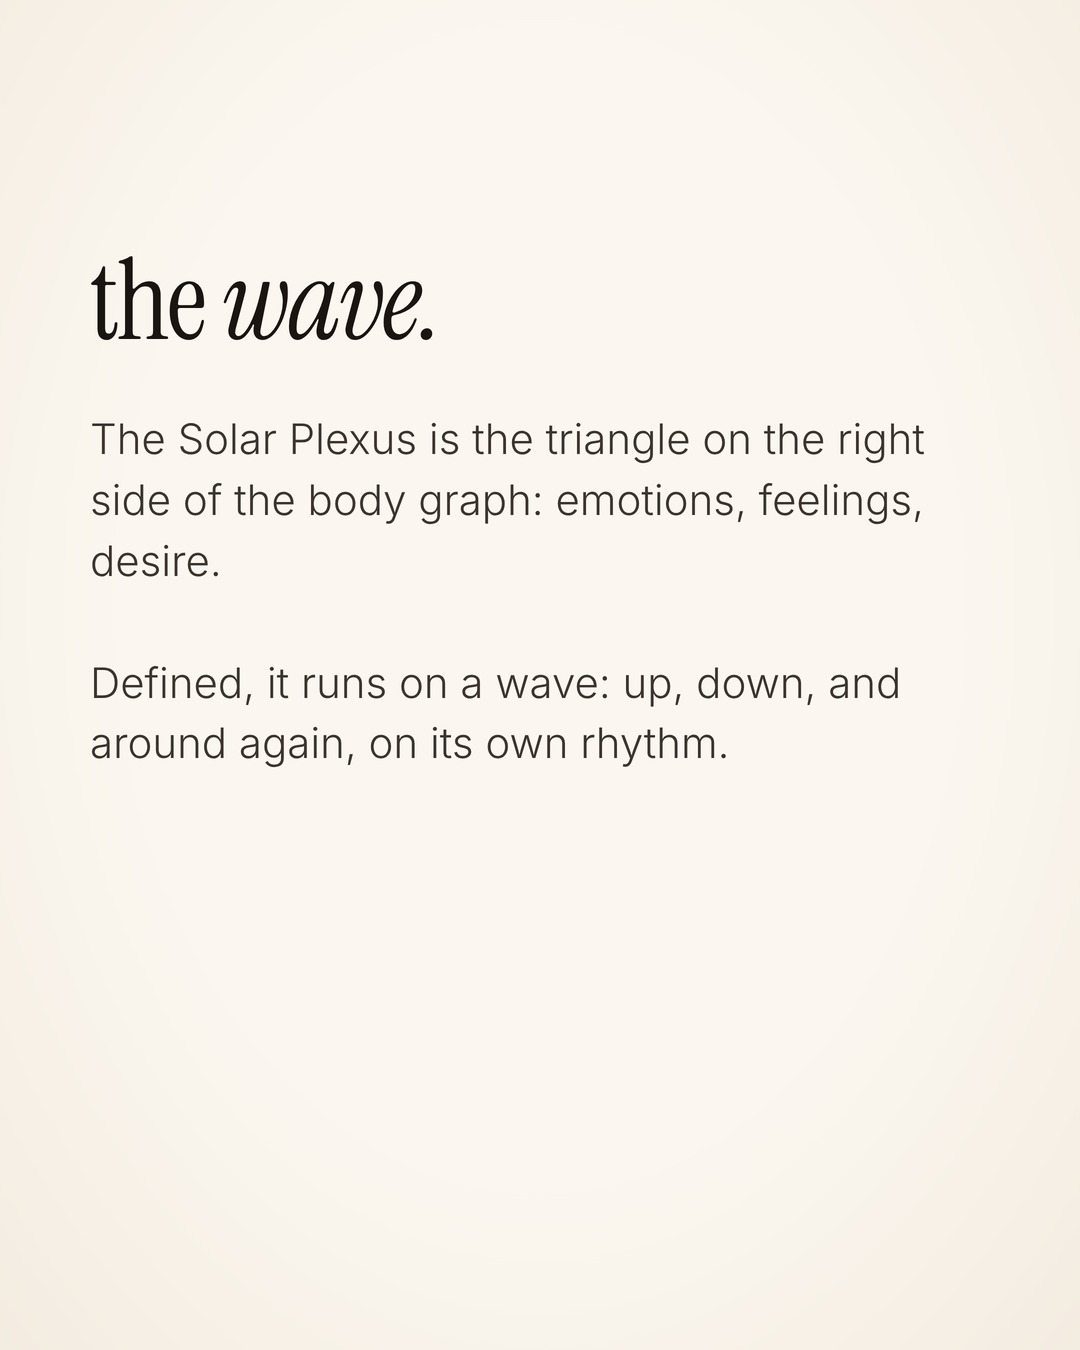 the wave.
The Solar Plexus is the triangle on the right
side of the body graph: emotions, feelings,
desire.
Defined, it runs on a wave: up, down, and
around again, on its own rhythm.